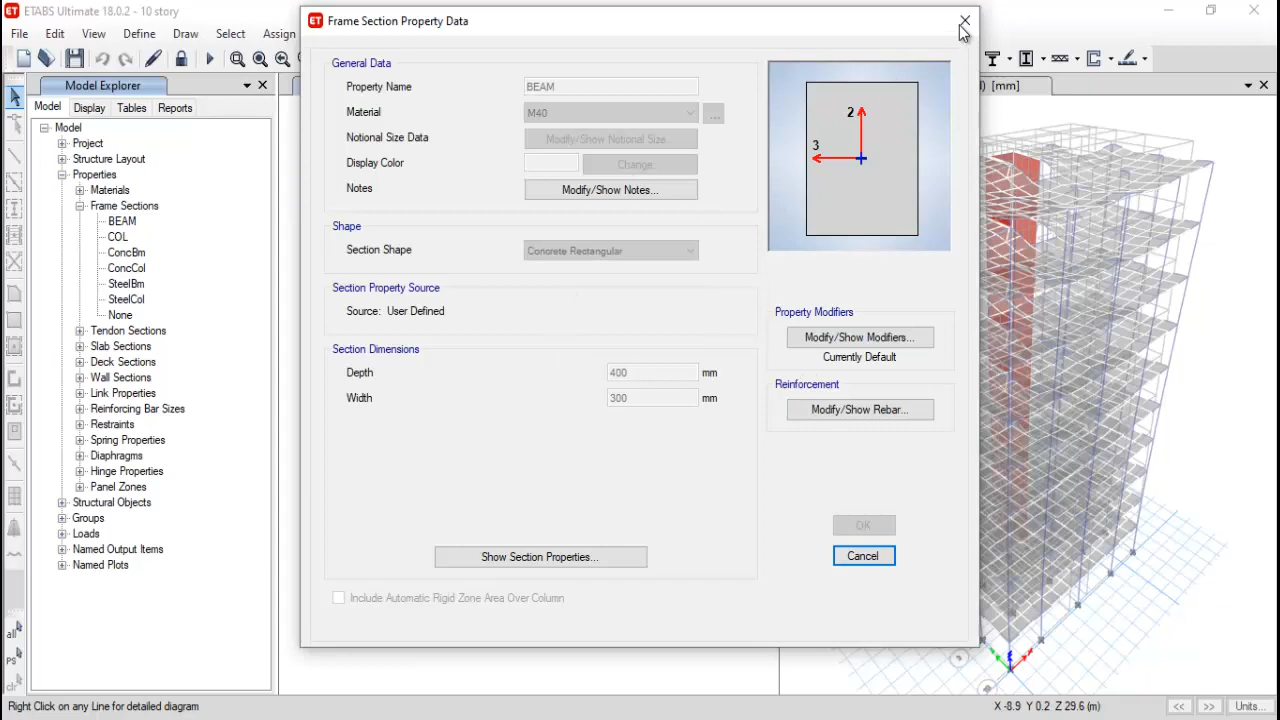 ETABS Ultimate 18.0.2 - 10 story
File Edit View Define Draw Select Assign
Model Explorer
Model Display Tables Reports
Model
Project
Structure Layout
Properties
Materials
Frame Sections
BEAM
COL
ConcBm
ConcCol
SteelBm
SteelCol
None
Tendon Sections
Slab Sections
Deck Sections
Wall Sections
Link Properties
Reinforcing Bar Sizes
Restraints
Spring Properties
Diaphragms
Hinge Properties
Panel Zones
Structural Objects
Groups
Loads
Named Output Items
Named Plots
all
PS
clr
Frame Section Property Data
General Data
Property Name BEAM
Material M40 ...
Notional Size Data Modify/Show Notional Size...
Display Color Change...
Notes Modify/Show Notes...
Shape
Section Shape Concrete Rectangular
Section Property Source
Source: User Defined
Section Dimensions
Depth 400 mm
Width 300 mm
Show Section Properties...
Include Automatic Rigid Zone Area Over Column
2
3
Property Modifiers
Modify/Show Modifiers...
Currently Default
Reinforcement
Modify/Show Rebar...
OK
Cancel
) [mm]
Right Click on any Line for detailed diagram
X -8.9 Y 0.2 Z 29.6 (m)
<< >> Units...